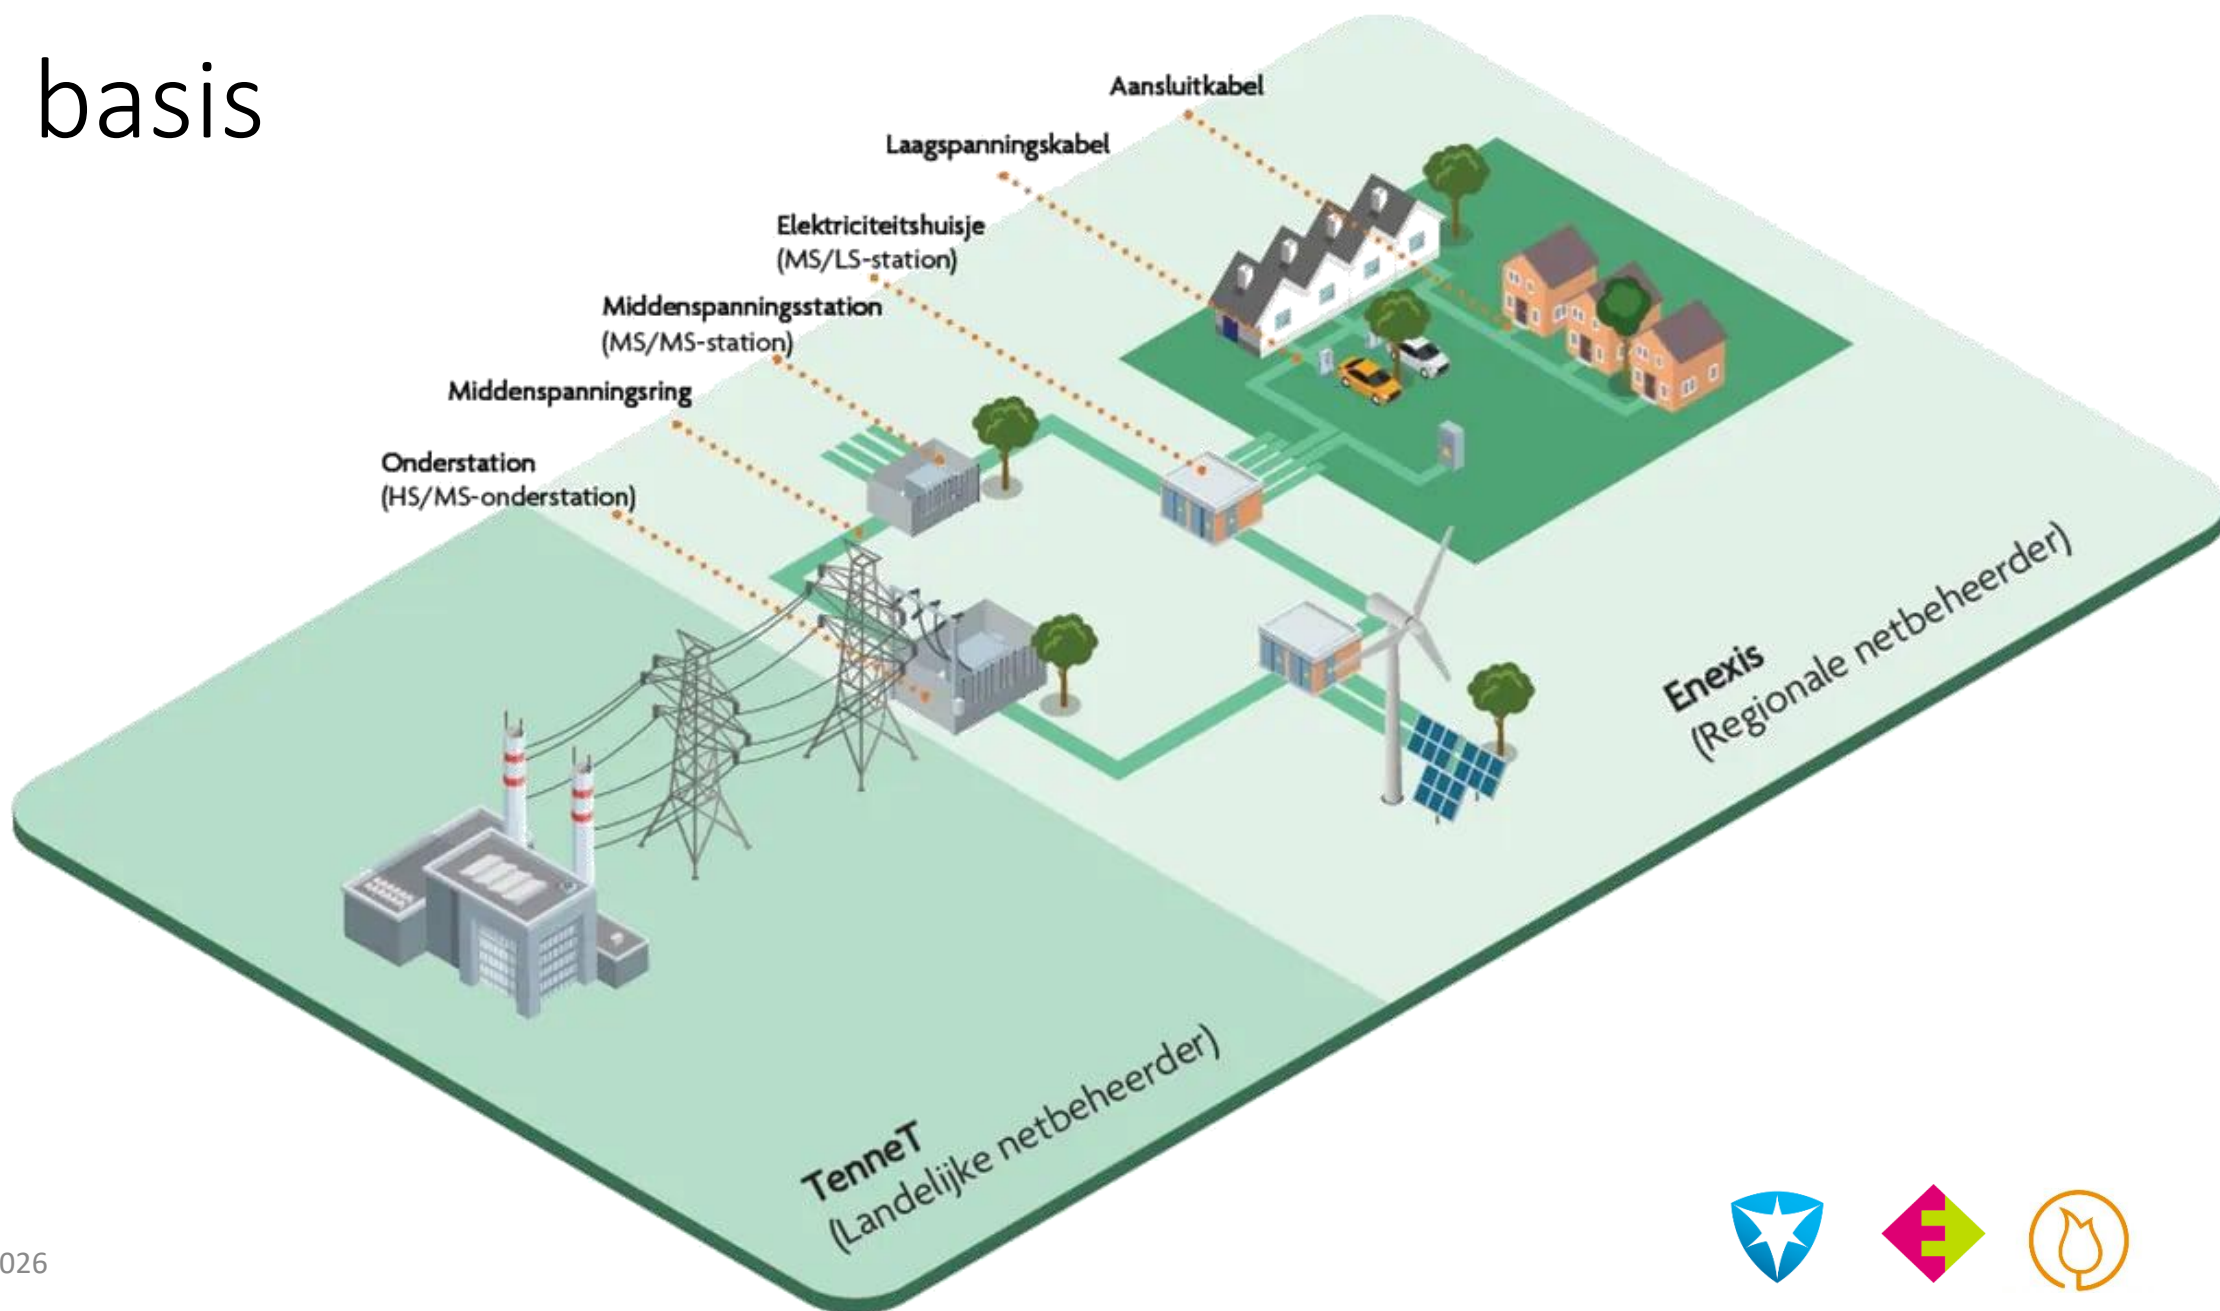 basis
Aansluitkabel
Laagspanningskabel
Elektriciteitshuisje
(MS/LS-station)
Middenspanningsstation
(MS/MS-station)
Middenspanningsring
Onderstation
(HS/MS-onderstation)
Enexis
(Regionale netbeheerder)
TenneT
(Landelijke netbeheerder)
026